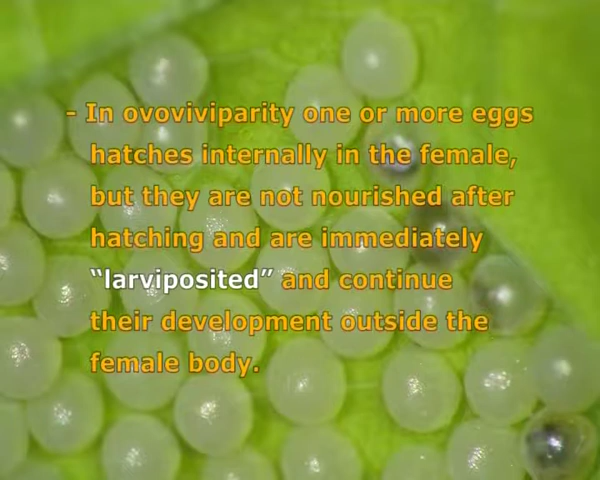 - In ovoviviparity one or more eggs
hatches internally in the female,
but they are not nourished after
hatching and are immediately
“larviposited” and continue
their development outside the
female body.